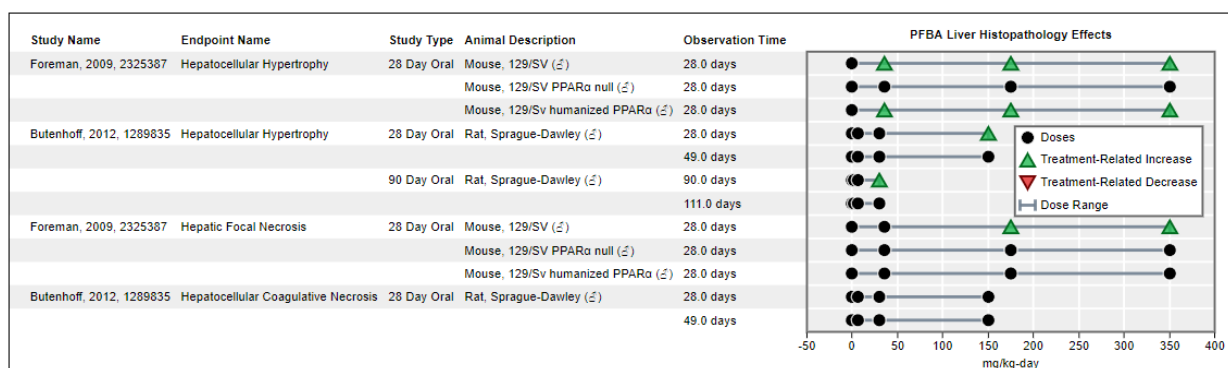 PFBA Liver Histopathology Effects
Study Name Endpoint Name Study Type Animal Description Observation Time
Foreman, 2009, 2325387 Hepatocellular Hypertrophy 28 Day Oral Mouse, 129/SV (♂) 28.0 days
Mouse, 129/SV PPARα null (♂) 28.0 days
Mouse, 129/Sv humanized PPARα (♂) 28.0 days
Butenhoff, 2012, 1289835 Hepatocellular Hypertrophy 28 Day Oral Rat, Sprague-Dawley (♂) 28.0 days
Doses
49.0 days
Treatment-Related Increase
90 Day Oral Rat, Sprague-Dawley (♂) 90.0 days
Treatment-Related Decrease
111.0 days
Dose Range
Foreman, 2009, 2325387 Hepatic Focal Necrosis 28 Day Oral Mouse, 129/SV (♂) 28.0 days
Mouse, 129/SV PPARα null (♂) 28.0 days
Mouse, 129/Sv humanized PPARα (♂) 28.0 days
Butenhoff, 2012, 1289835 Hepatocellular Coagulative Necrosis 28 Day Oral Rat, Sprague-Dawley (♂) 28.0 days
49.0 days
-50 0 50 100 150 200 250 300 350 400
mg/kg-day